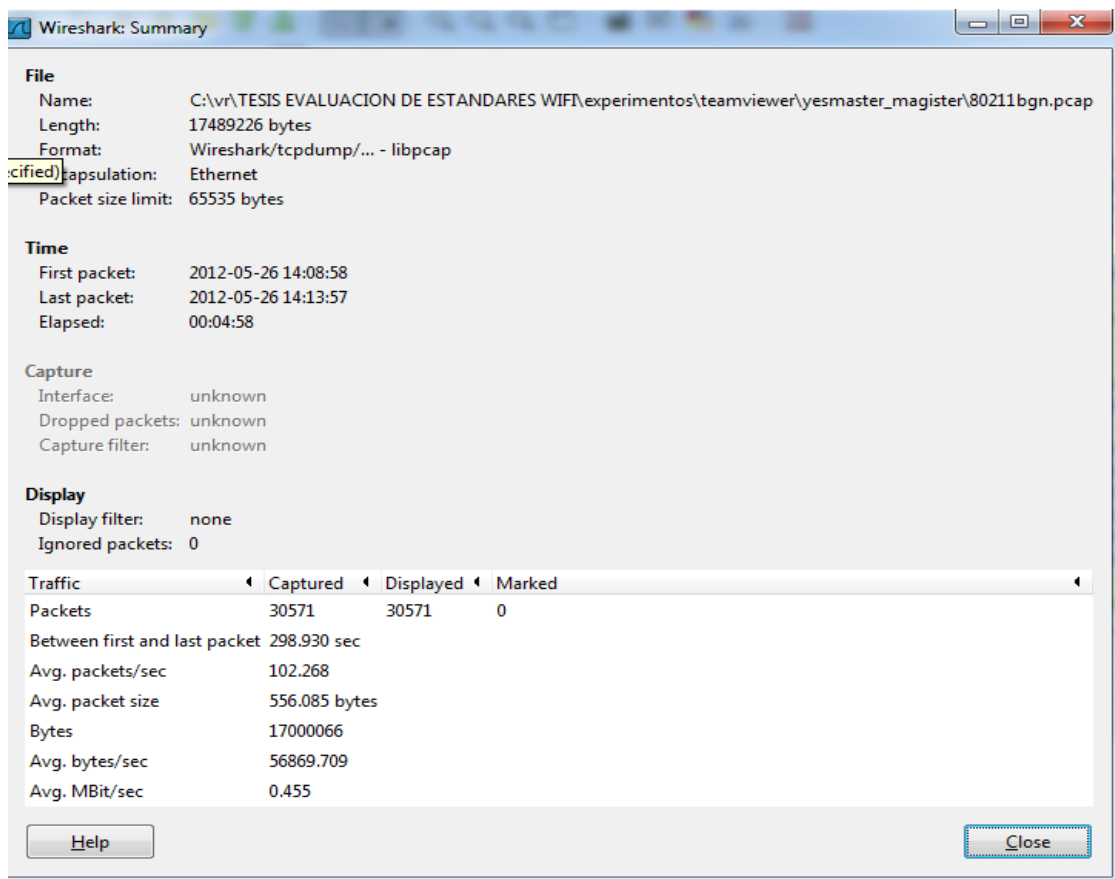 Wireshark: Summary
File
Name: C:\vr\TESIS EVALUACION DE ESTANDARES WIFI\experimentos\teamviewer\yesmaster_magister\80211bgn.pcap
Length: 17489226 bytes
Format: Wireshark/tcpdump/... - libpcap
cified) capsulation: Ethernet
Packet size limit: 65535 bytes
Time
First packet: 2012-05-26 14:08:58
Last packet: 2012-05-26 14:13:57
Elapsed: 00:04:58
Capture
Interface: unknown
Dropped packets: unknown
Capture filter: unknown
Display
Display filter: none
Ignored packets: 0
Traffic Captured Displayed Marked
Packets 30571 30571 0
Between first and last packet 298.930 sec
Avg. packets/sec 102.268
Avg. packet size 556.085 bytes
Bytes 17000066
Avg. bytes/sec 56869.709
Avg. MBit/sec 0.455
Help Close